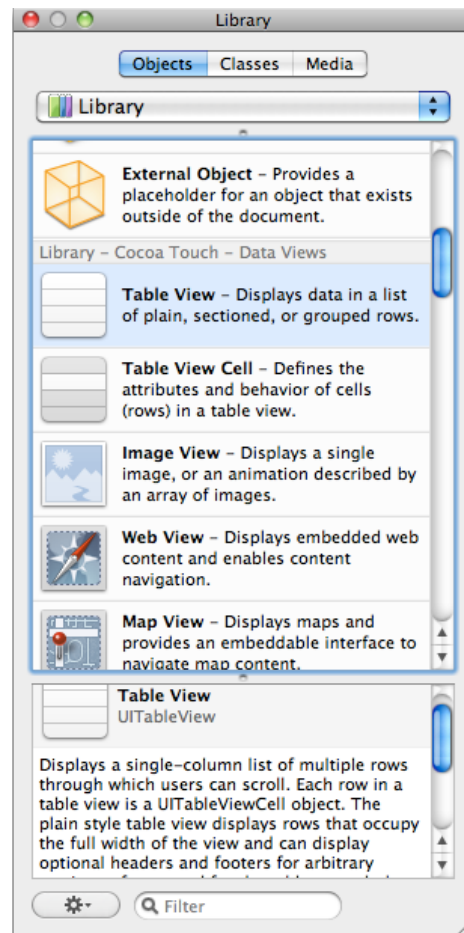 Library
Objects Classes Media
Library
External Object – Provides a
placeholder for an object that exists
outside of the document.
Library – Cocoa Touch – Data Views
Table View – Displays data in a list
of plain, sectioned, or grouped rows.
Table View Cell – Defines the
attributes and behavior of cells
(rows) in a table view.
Image View – Displays a single
image, or an animation described by
an array of images.
Web View – Displays embedded web
content and enables content
navigation.
Map View – Displays maps and
provides an embeddable interface to
navigate map content.
Table View
UITableView
Displays a single-column list of multiple rows
through which users can scroll. Each row in a
table view is a UITableViewCell object. The
plain style table view displays rows that occupy
the full width of the view and can display
optional headers and footers for arbitrary
Filter